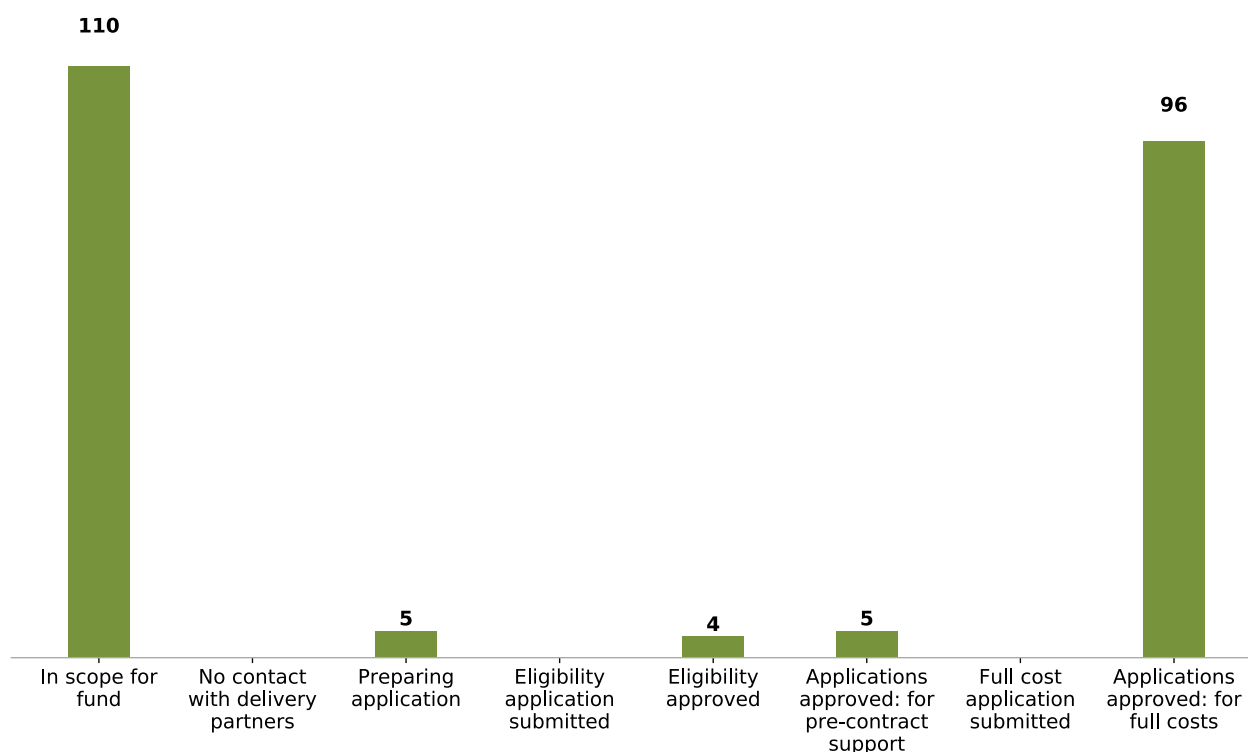 110
96
5
4
5
In scope for
fund
No contact
with delivery
partners
Preparing
application
Eligibility
application
submitted
Eligibility
approved
Applications
approved: for
pre-contract
support
Full cost
application
submitted
Applications
approved: for
full costs